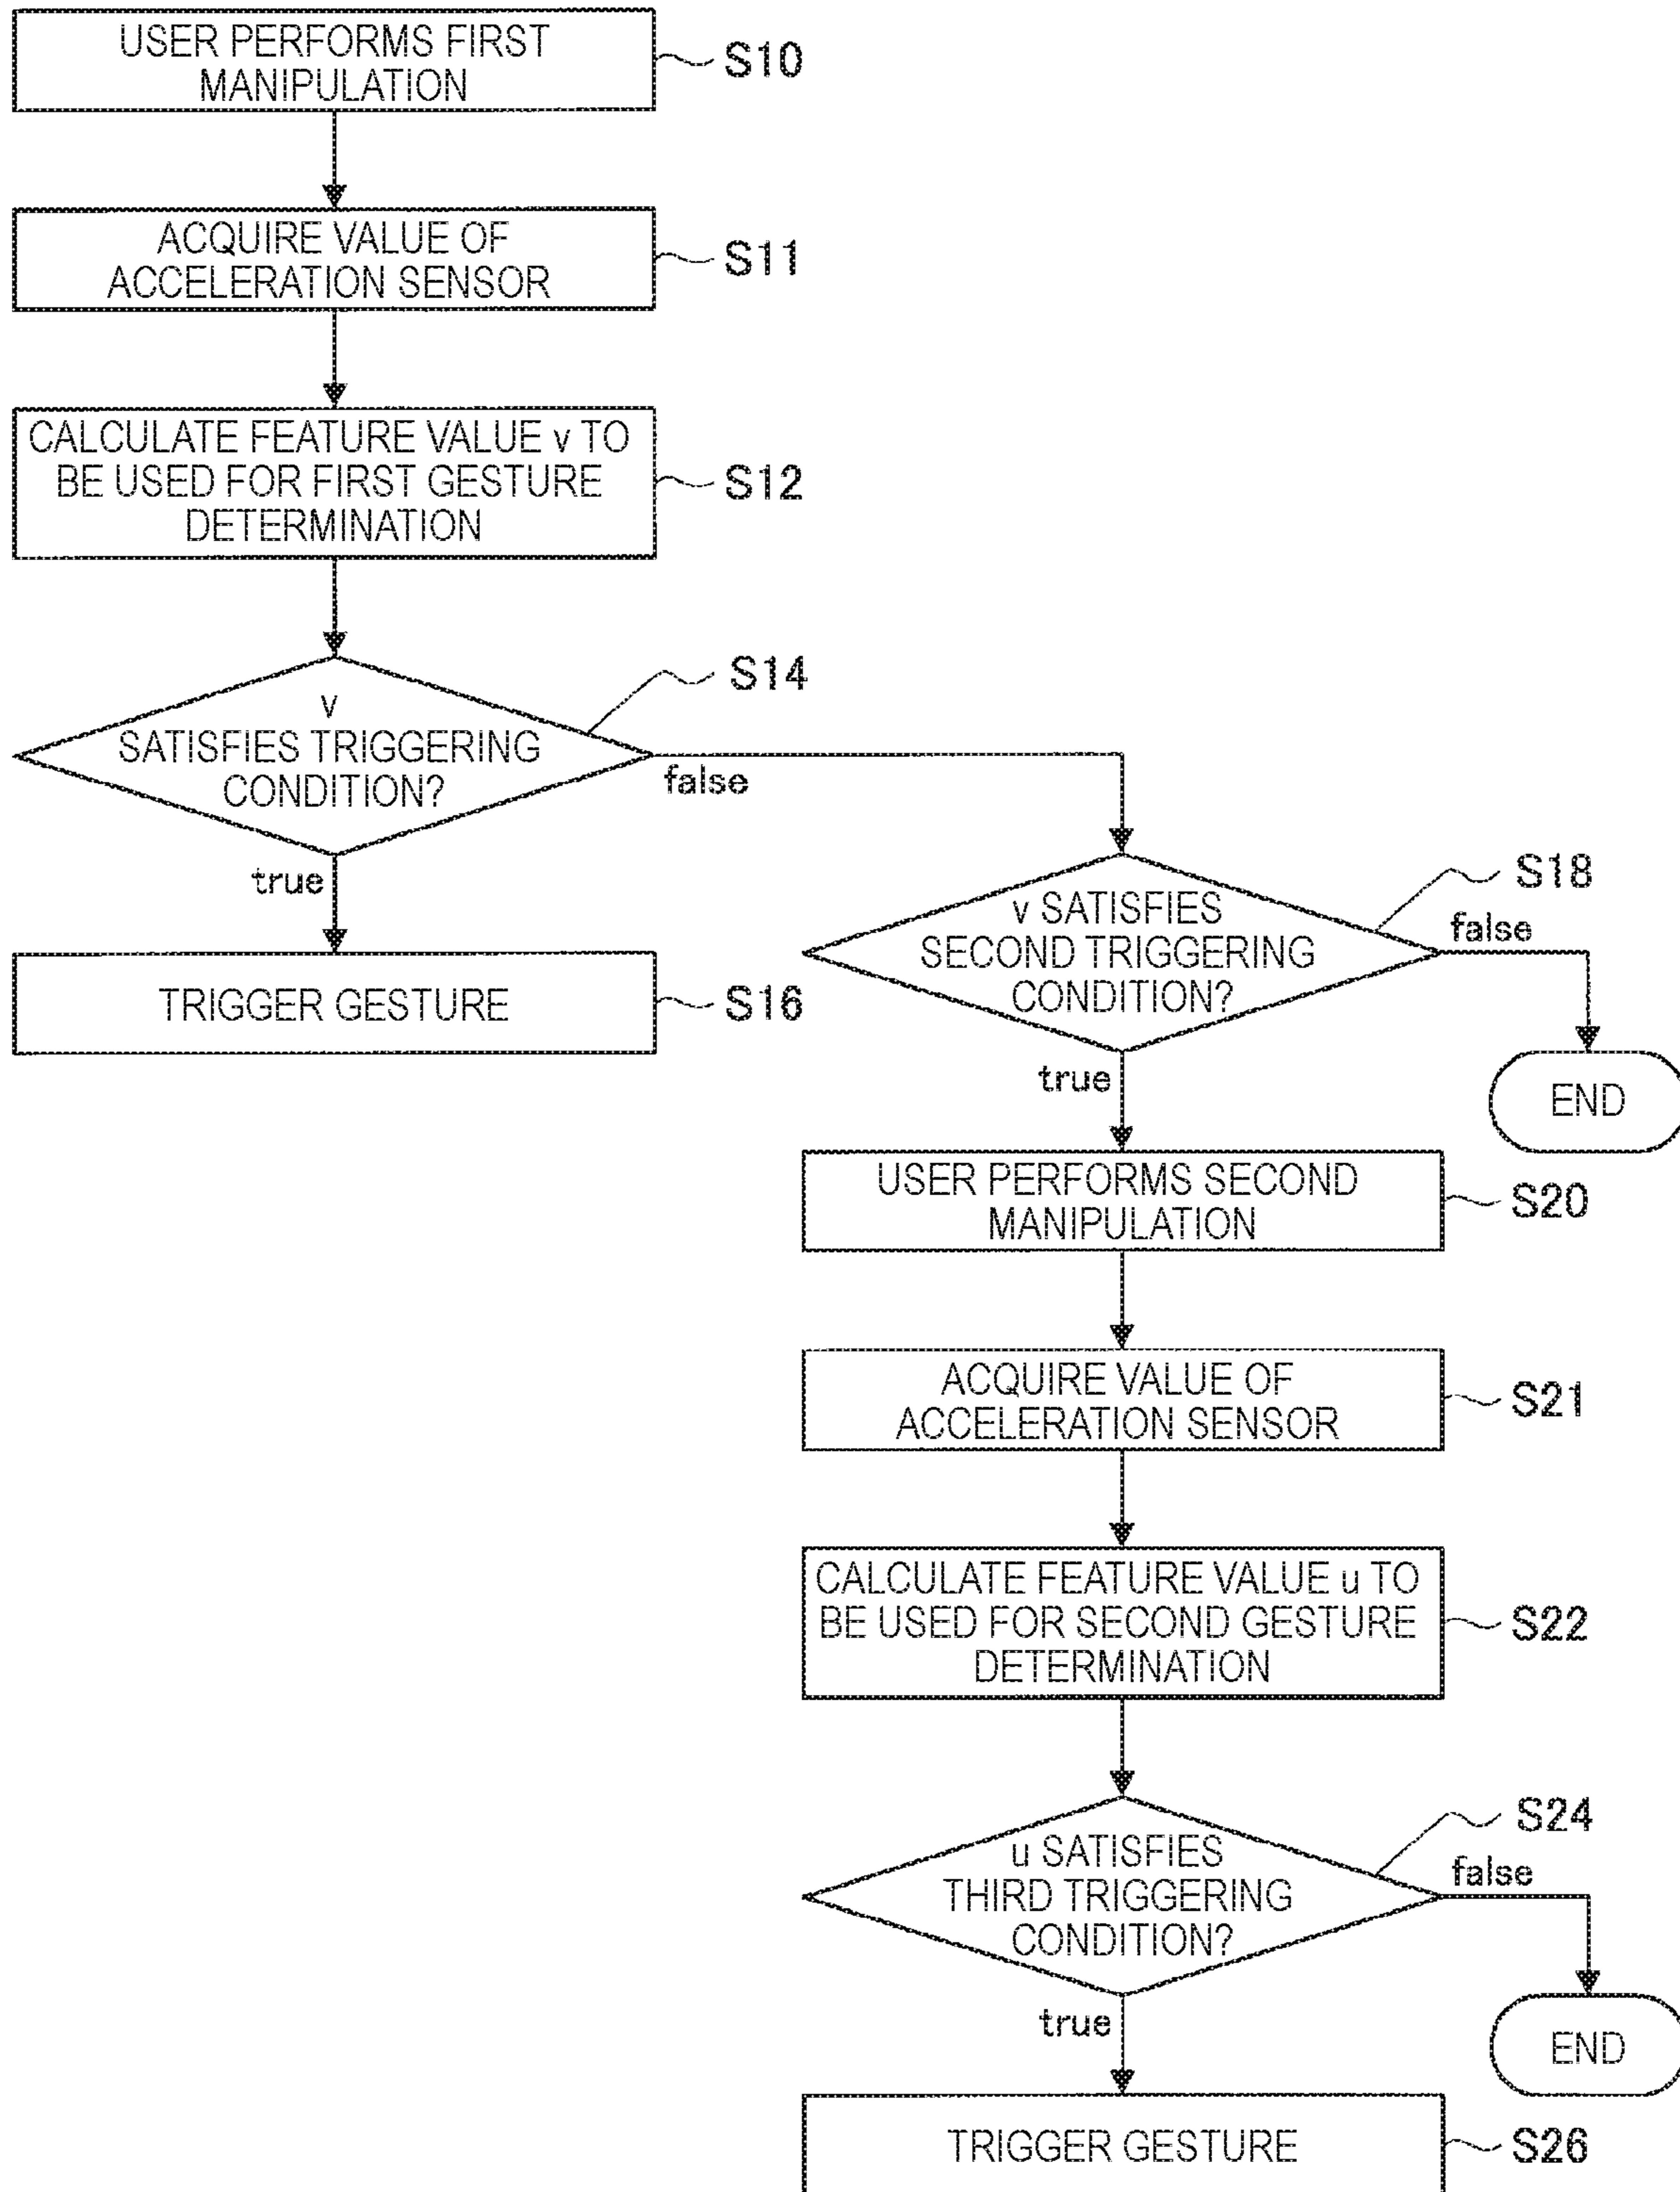 USER PERFORMS FIRST
MANIPULATION
S10
ACQUIRE VALUE OF
ACCELERATION SENSOR
S11
CALCULATE FEATURE VALUE v TO
BE USED FOR FIRST GESTURE
DETERMINATION
S12
v
SATISFIES TRIGGERING
CONDITION?
S14
false
true
TRIGGER GESTURE
S16
v SATISFIES
SECOND TRIGGERING
CONDITION?
S18
false
END
true
USER PERFORMS SECOND
MANIPULATION
S20
ACQUIRE VALUE OF
ACCELERATION SENSOR
S21
CALCULATE FEATURE VALUE u TO
BE USED FOR SECOND GESTURE
DETERMINATION
S22
u SATISFIES
THIRD TRIGGERING
CONDITION?
S24
false
END
true
TRIGGER GESTURE
S26